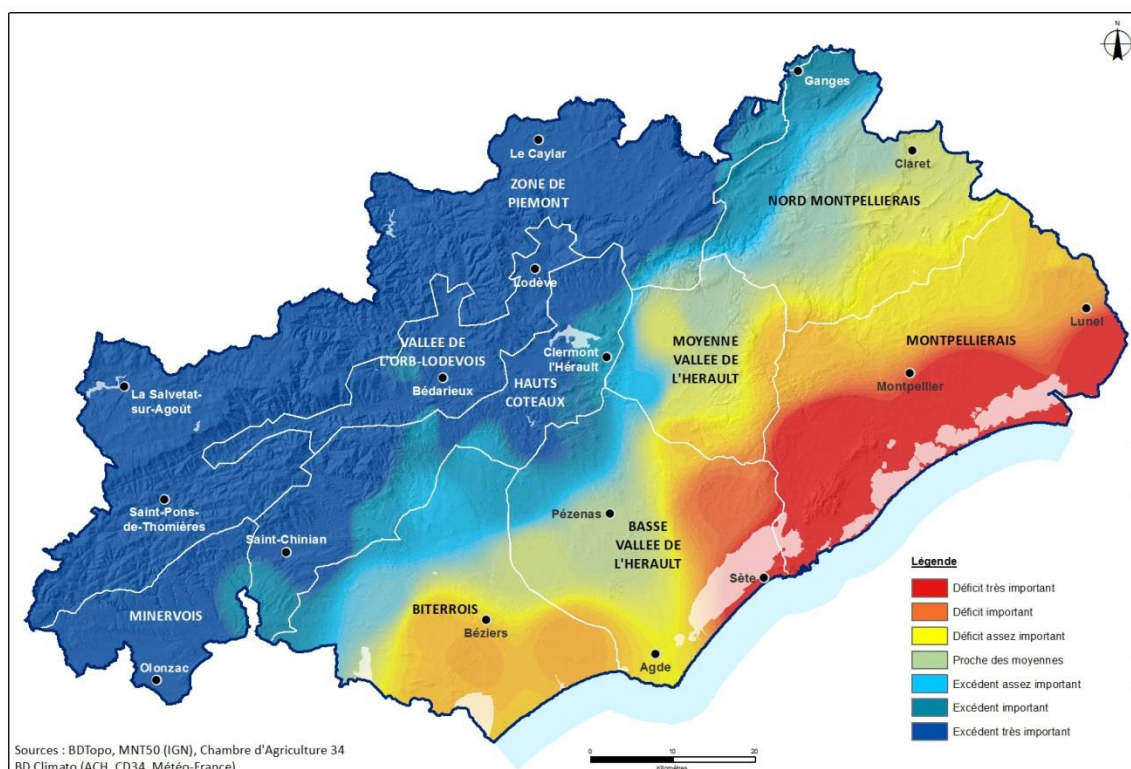 N
Ganges
Le Caylar
Claret
ZONE DE
PIEMONT
NORD MONTPELLIERAIS
Lodève
Lunel
VALLEE DE
L'ORB-LODEVOIS
Clermont
l'Hérault
MOYENNE
VALLEE DE
L'HERAULT
MONTPELLIERAIS
La Salvetat-
sur-Agoût
Bédarieux
HAUTS
COTEAUX
Montpellier
Saint-Pons-
de-Thomières
Pézenas
BASSE
VALLEE DE
L'HERAULT
Saint-Chinian
Sète
MINERVOIS
BITERROIS
Béziers
Agde
Olonzac
Légende
Déficit très important
Déficit important
Déficit assez important
Proche des moyennes
Excédent assez important
Excédent important
Excédent très important
0 10 20
Kilomètres
Sources : BDTopo, MNT50 (IGN), Chambre d'Agriculture 34
BD Climato (ACH, CD34, Météo-France)